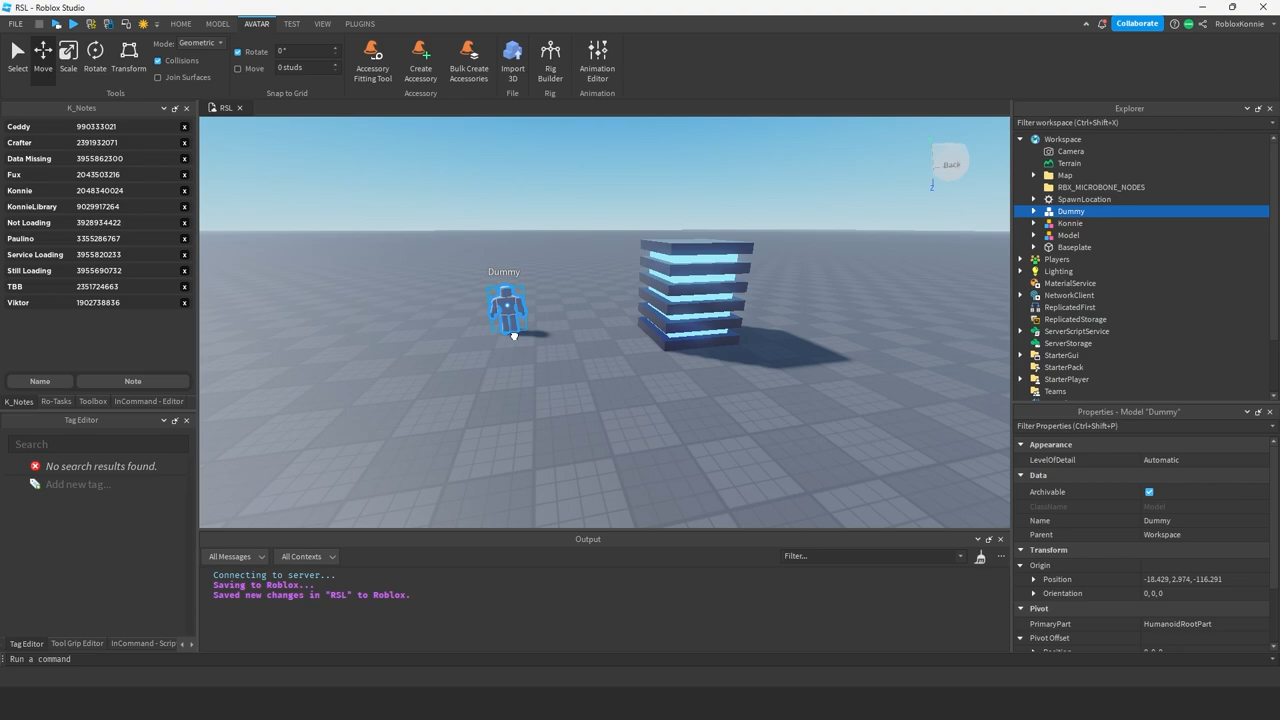 RSL - Roblox Studio
FILE HOME MODEL AVATAR TEST VIEW PLUGINS Collaborate RobloxKonnie
Select Move Scale Rotate Transform
Mode: Geometric
Collisions
Join Surfaces
Tools
Rotate 0°
Move 0 studs
Snap to Grid
Accessory Fitting Tool
Create Accessory
Bulk Create Accessories
Accessory
Import 3D
File
Rig Builder
Rig
Animation Editor
Animation
K_Notes
Ceddy 990333021 x
Crafter 2391932071 x
Data Missing 3955862300 x
Fux 2043503216 x
Konnie 2048340024 x
KonnieLibrary 9029917264 x
Not Loading 3928934422 x
Paulino 3355286767 x
Service Loading 3955820233 x
Still Loading 3955690732 x
TBB 2351724663 x
Viktor 1902738836 x
Name Note
K_Notes Ro-Tasks Toolbox InCommand - Editor
Tag Editor
Search
No search results found.
Add new tag...
Tag Editor Tool Grip Editor InCommand - Scrip
RSL
Back
Z
Dummy
Output
All Messages All Contexts Filter...
Connecting to server...
Saving to Roblox...
Saved new changes in "RSL" to Roblox.
Explorer
Filter workspace (Ctrl+Shift+X)
Workspace
Camera
Terrain
Map
RBX_MICROBONE_NODES
SpawnLocation
Dummy
Konnie
Model
Baseplate
Players
Lighting
MaterialService
NetworkClient
ReplicatedFirst
ReplicatedStorage
ServerScriptService
ServerStorage
StarterGui
StarterPack
StarterPlayer
Teams
Properties - Model "Dummy"
Filter Properties (Ctrl+Shift+P)
Appearance
LevelOfDetail Automatic
Data
Archivable
ClassName Model
Name Dummy
Parent Workspace
Transform
Origin
Position -18.429, 2.974, -116.291
Orientation 0,0,0
Pivot
PrimaryPart HumanoidRootPart
Pivot Offset
Run a command